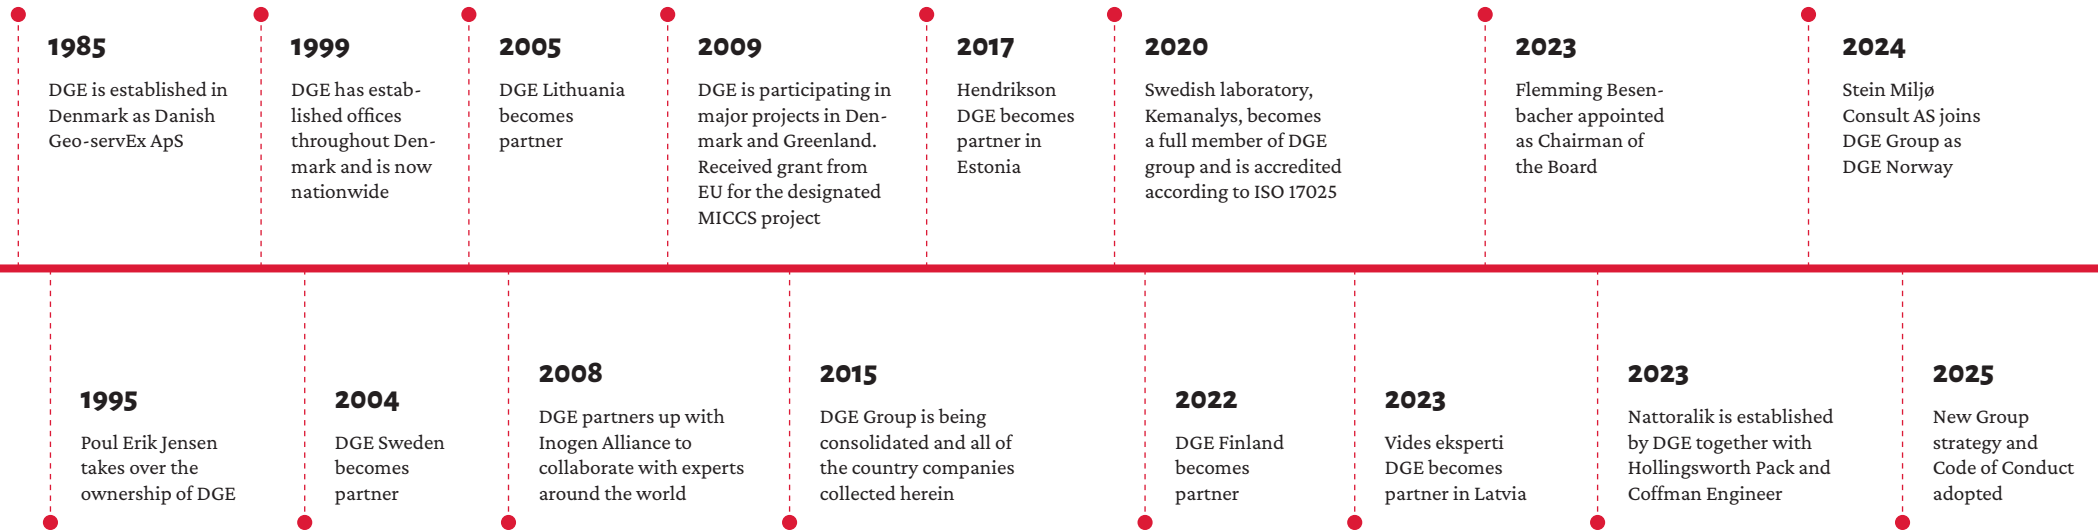 1985
DGE is established in
Denmark as Danish
Geo-servEx ApS
1999
DGE has estab-
lished offices
throughout Den-
mark and is now
nationwide
2005
DGE Lithuania
becomes
partner
2009
DGE is participating in
major projects in Den-
mark and Greenland.
Received grant from
EU for the designated
MICCS project
2017
Hendrikson
DGE becomes
partner in
Estonia
2020
Swedish laboratory,
Kemanalys, becomes
a full member of DGE
group and is accredited
according to ISO 17025
2023
Flemming Besen-
bacher appointed
as Chairman of
the Board
2024
Stein Miljø
Consult AS joins
DGE Group as
DGE Norway
1995
Poul Erik Jensen
takes over the
ownership of DGE
2004
DGE Sweden
becomes
partner
2008
DGE partners up with
Inogen Alliance to
collaborate with experts
around the world
2015
DGE Group is being
consolidated and all of
the country companies
collected herein
2022
DGE Finland
becomes
partner
2023
Vides eksperti
DGE becomes
partner in Latvia
2023
Nattoralik is established
by DGE together with
Hollingsworth Pack and
Coffman Engineer
2025
New Group
strategy and
Code of Conduct
adopted